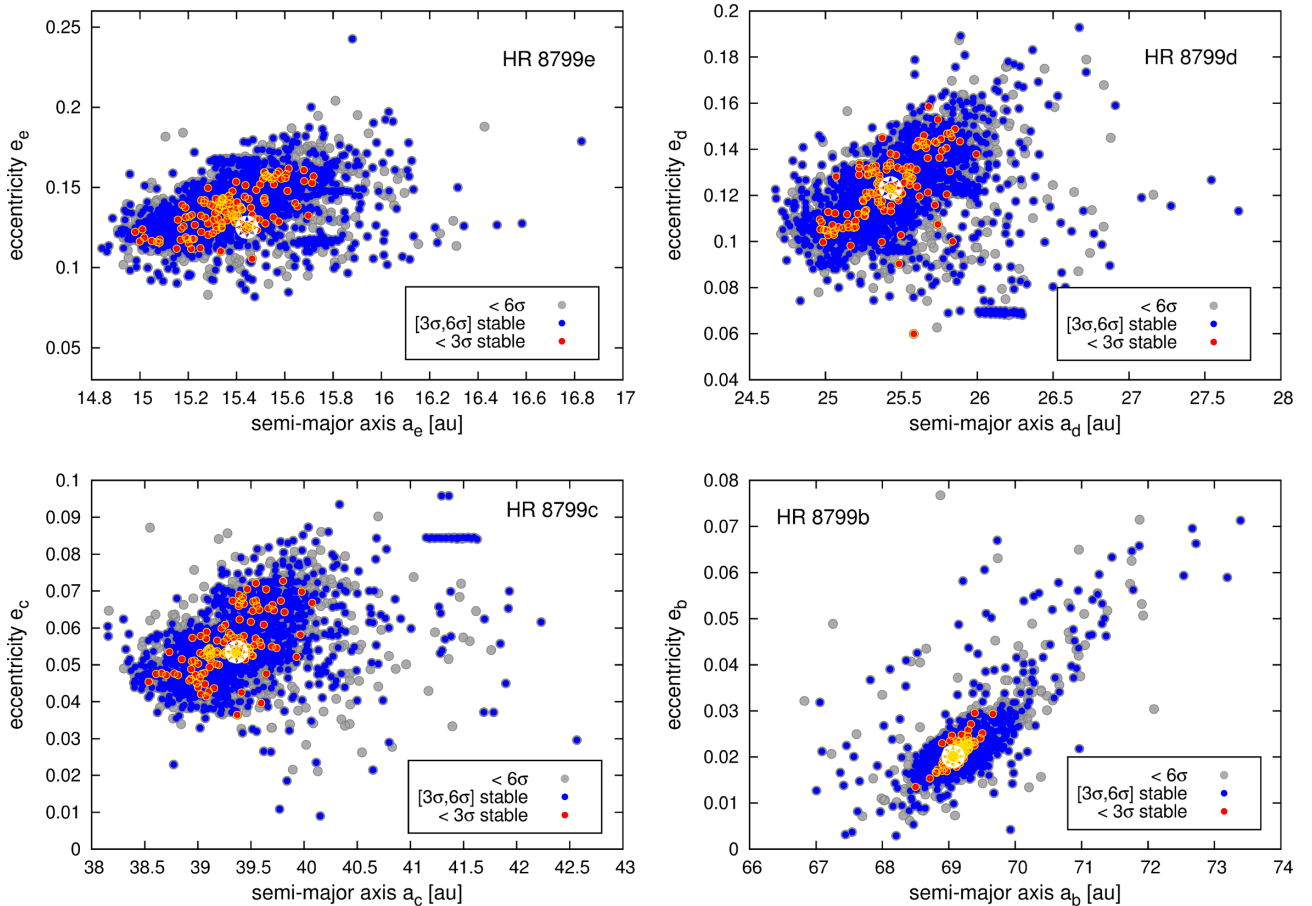 0.25
0.2
0.15
0.1
0.05
eccentricity e_e
HR 8799e
< 6σ
[3σ,6σ] stable
< 3σ stable
14.8 15 15.2 15.4 15.6 15.8 16 16.2 16.4 16.6 16.8 17
semi-major axis a_e [au]
0.2
0.18
0.16
0.14
0.12
0.1
0.08
0.06
0.04
eccentricity e_d
HR 8799d
< 6σ
[3σ,6σ] stable
< 3σ stable
24.5 25 25.5 26 26.5 27 27.5 28
semi-major axis a_d [au]
0.1
0.09
0.08
0.07
0.06
0.05
0.04
0.03
0.02
0.01
0
eccentricity e_c
HR 8799c
< 6σ
[3σ,6σ] stable
< 3σ stable
38 38.5 39 39.5 40 40.5 41 41.5 42 42.5 43
semi-major axis a_c [au]
0.08
0.07
0.06
0.05
0.04
0.03
0.02
0.01
0
eccentricity e_b
HR 8799b
< 6σ
[3σ,6σ] stable
< 3σ stable
66 67 68 69 70 71 72 73 74
semi-major axis a_b [au]